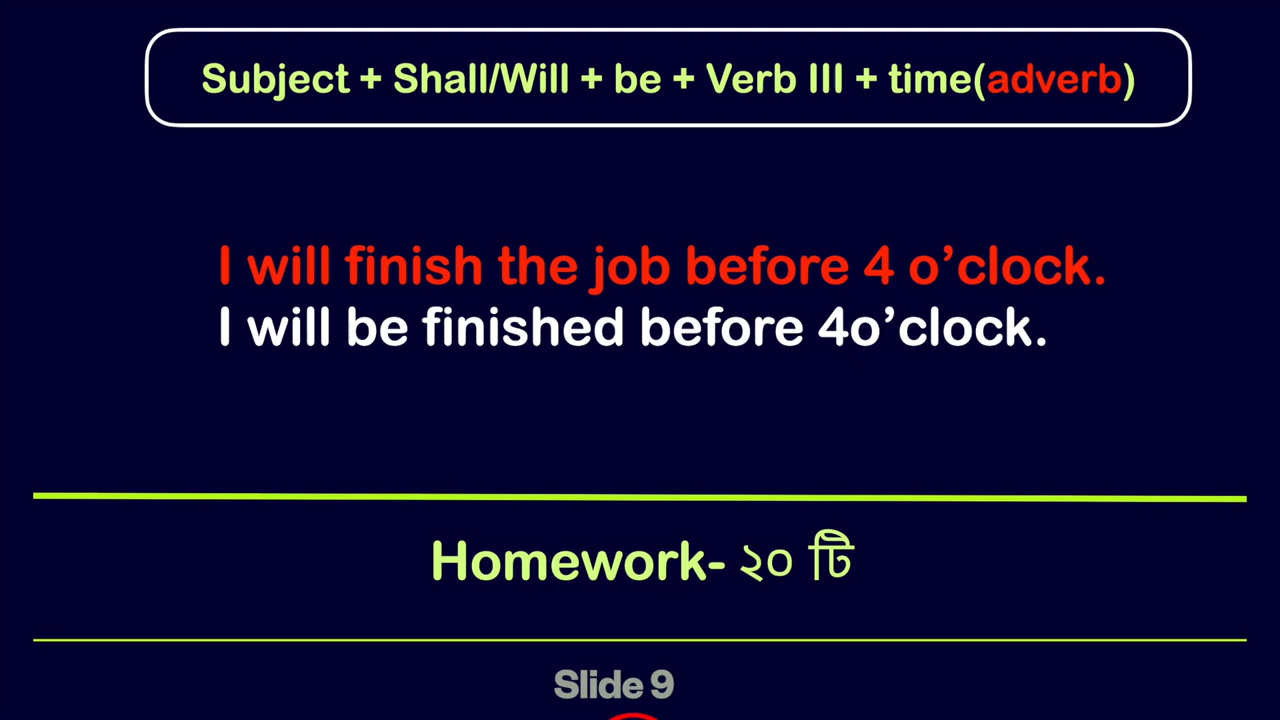 Subject + Shall/Will + be + Verb III + time(adverb)
I will finish the job before 4 o’clock.
I will be finished before 4o’clock.
Homework- ২০ টি
Slide 9